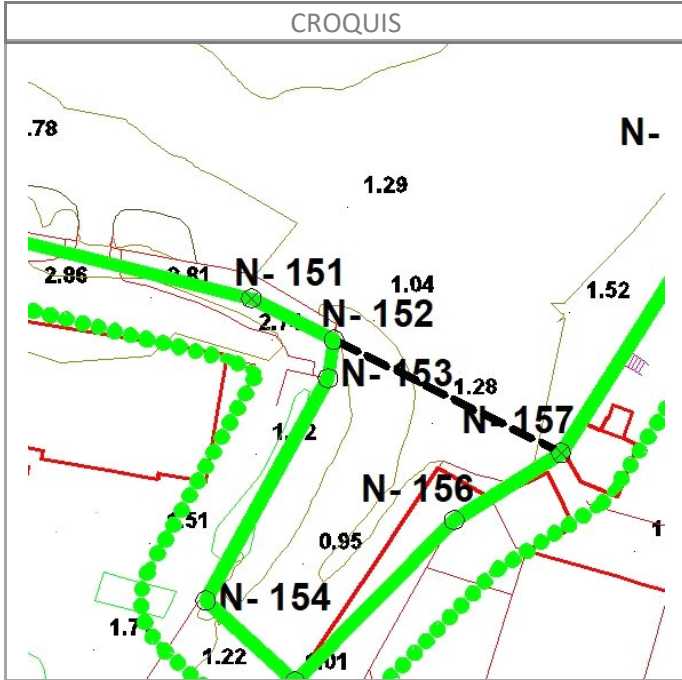 CROQUIS
.78
N-
1.29
2.86
N- 151
1.04
1.52
N- 152
N- 153
1.28
N- 157
N- 156
0.95
N- 154
1.22